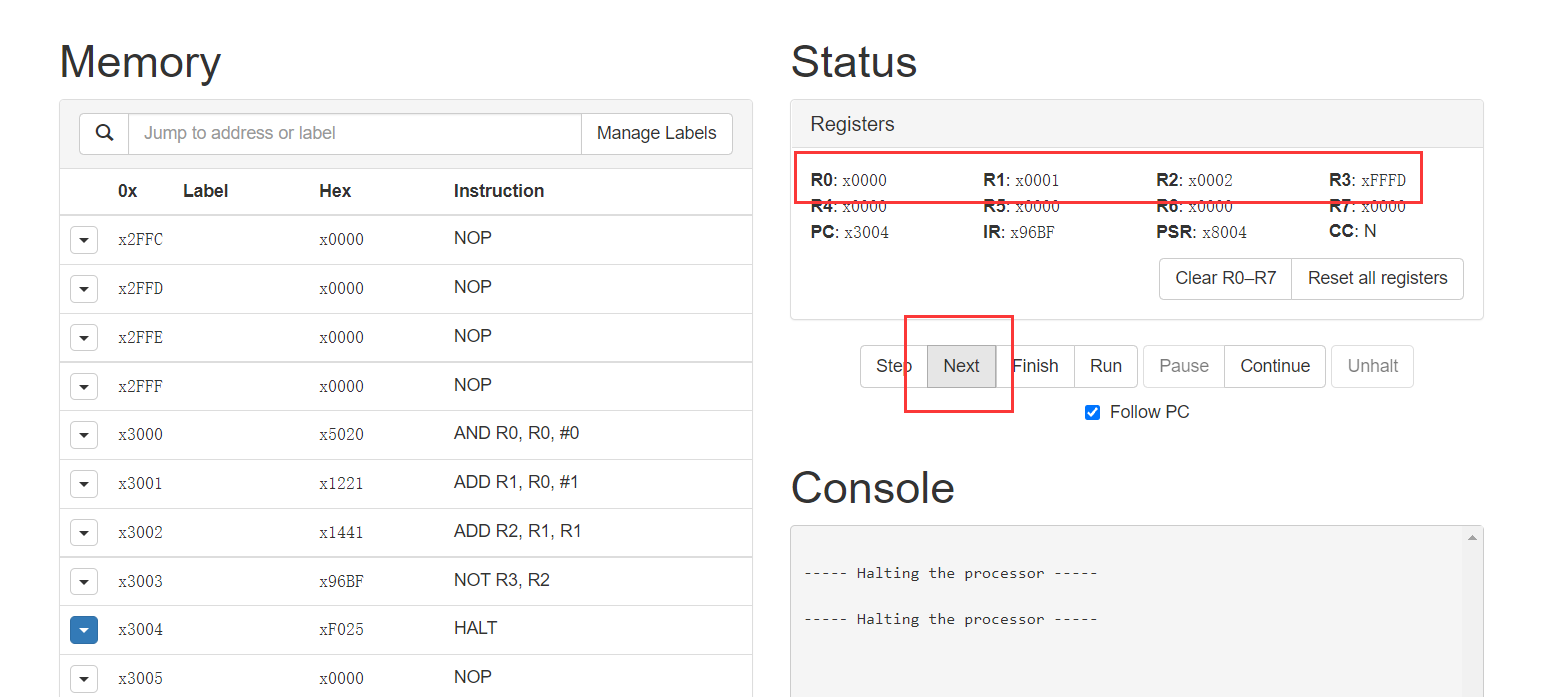 Memory
Jump to address or label
Manage Labels
0x Label Hex Instruction
x2FFC x0000 NOP
x2FFD x0000 NOP
x2FFE x0000 NOP
x2FFF x0000 NOP
x3000 x5020 AND R0, R0, #0
x3001 x1221 ADD R1, R0, #1
x3002 x1441 ADD R2, R1, R1
x3003 x96BF NOT R3, R2
x3004 xF025 HALT
x3005 x0000 NOP
Status
Registers
R0: x0000 R1: x0001 R2: x0002 R3: xFFFD
R4: x0000 R5: x0000 R6: x0000 R7: x0000
PC: x3004 IR: x96BF PSR: x8004 CC: N
Clear R0–R7 Reset all registers
Step Next Finish Run Pause Continue Unhalt
Follow PC
Console
----- Halting the processor -----
----- Halting the processor -----